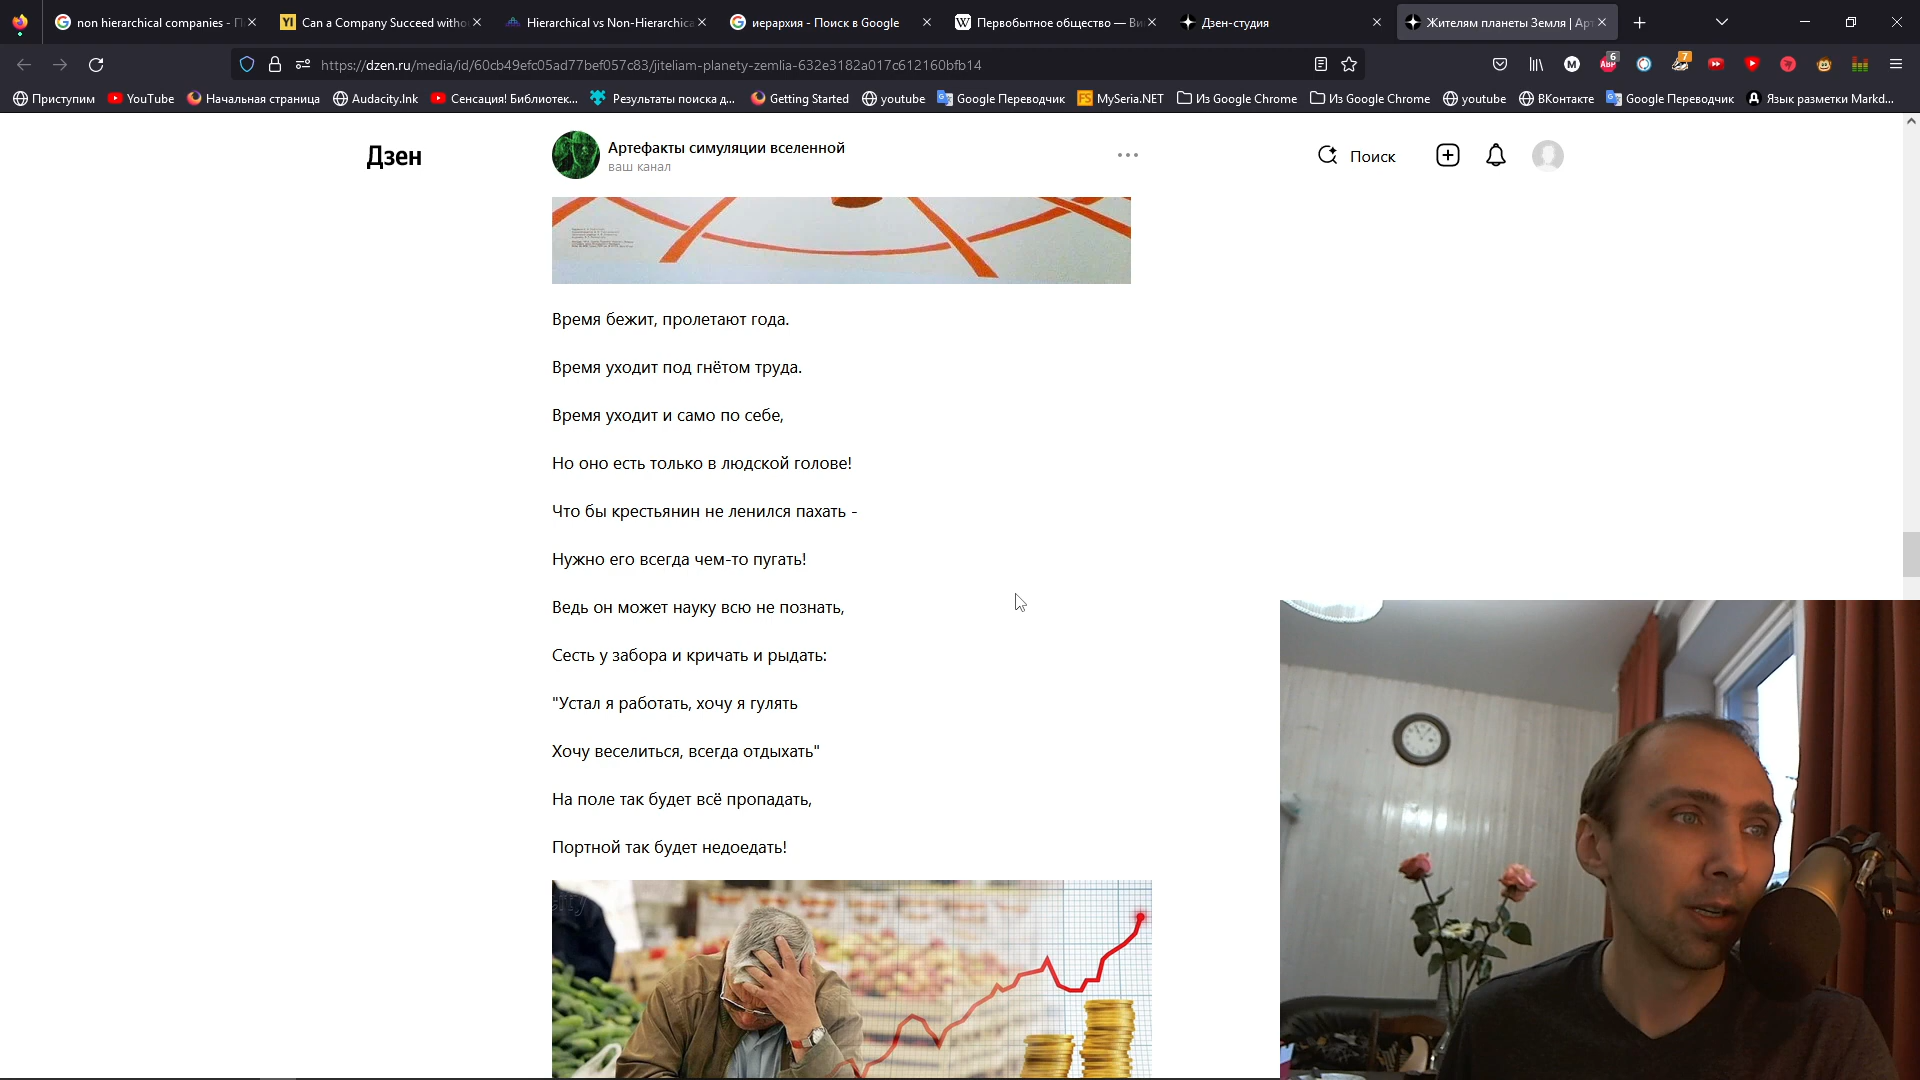 non hierarchical companies - П
Can a Company Succeed witho
Hierarchical vs Non-Hierarchica
иерархия - Поиск в Google
Первобытное общество — Ви
Дзен-студия
Жителям планеты Земля | Арт
https://dzen.ru/media/id/60cb49efc05ad77bef057c83/jiteliam-planety-zemlia-632e3182a017c612160bfb14
Приступим
YouTube
Начальная страница
Audacity.Ink
Сенсация! Библиотек...
Результаты поиска д...
Getting Started
youtube
Google Переводчик
MySeria.NET
Из Google Chrome
Из Google Chrome
youtube
ВКонтакте
Google Переводчик
Язык разметки Markd...
Дзен
Артефакты симуляции вселенной
ваш канал
Поиск
Время бежит, пролетают года.
Время уходит под гнётом труда.
Время уходит и само по себе,
Но оно есть только в людской голове!
Что бы крестьянин не ленился пахать -
Нужно его всегда чем-то пугать!
Ведь он может науку всю не познать,
Сесть у забора и кричать и рыдать:
"Устал я работать, хочу я гулять
Хочу веселиться, всегда отдыхать"
На поле так будет всё пропадать,
Портной так будет недоедать!